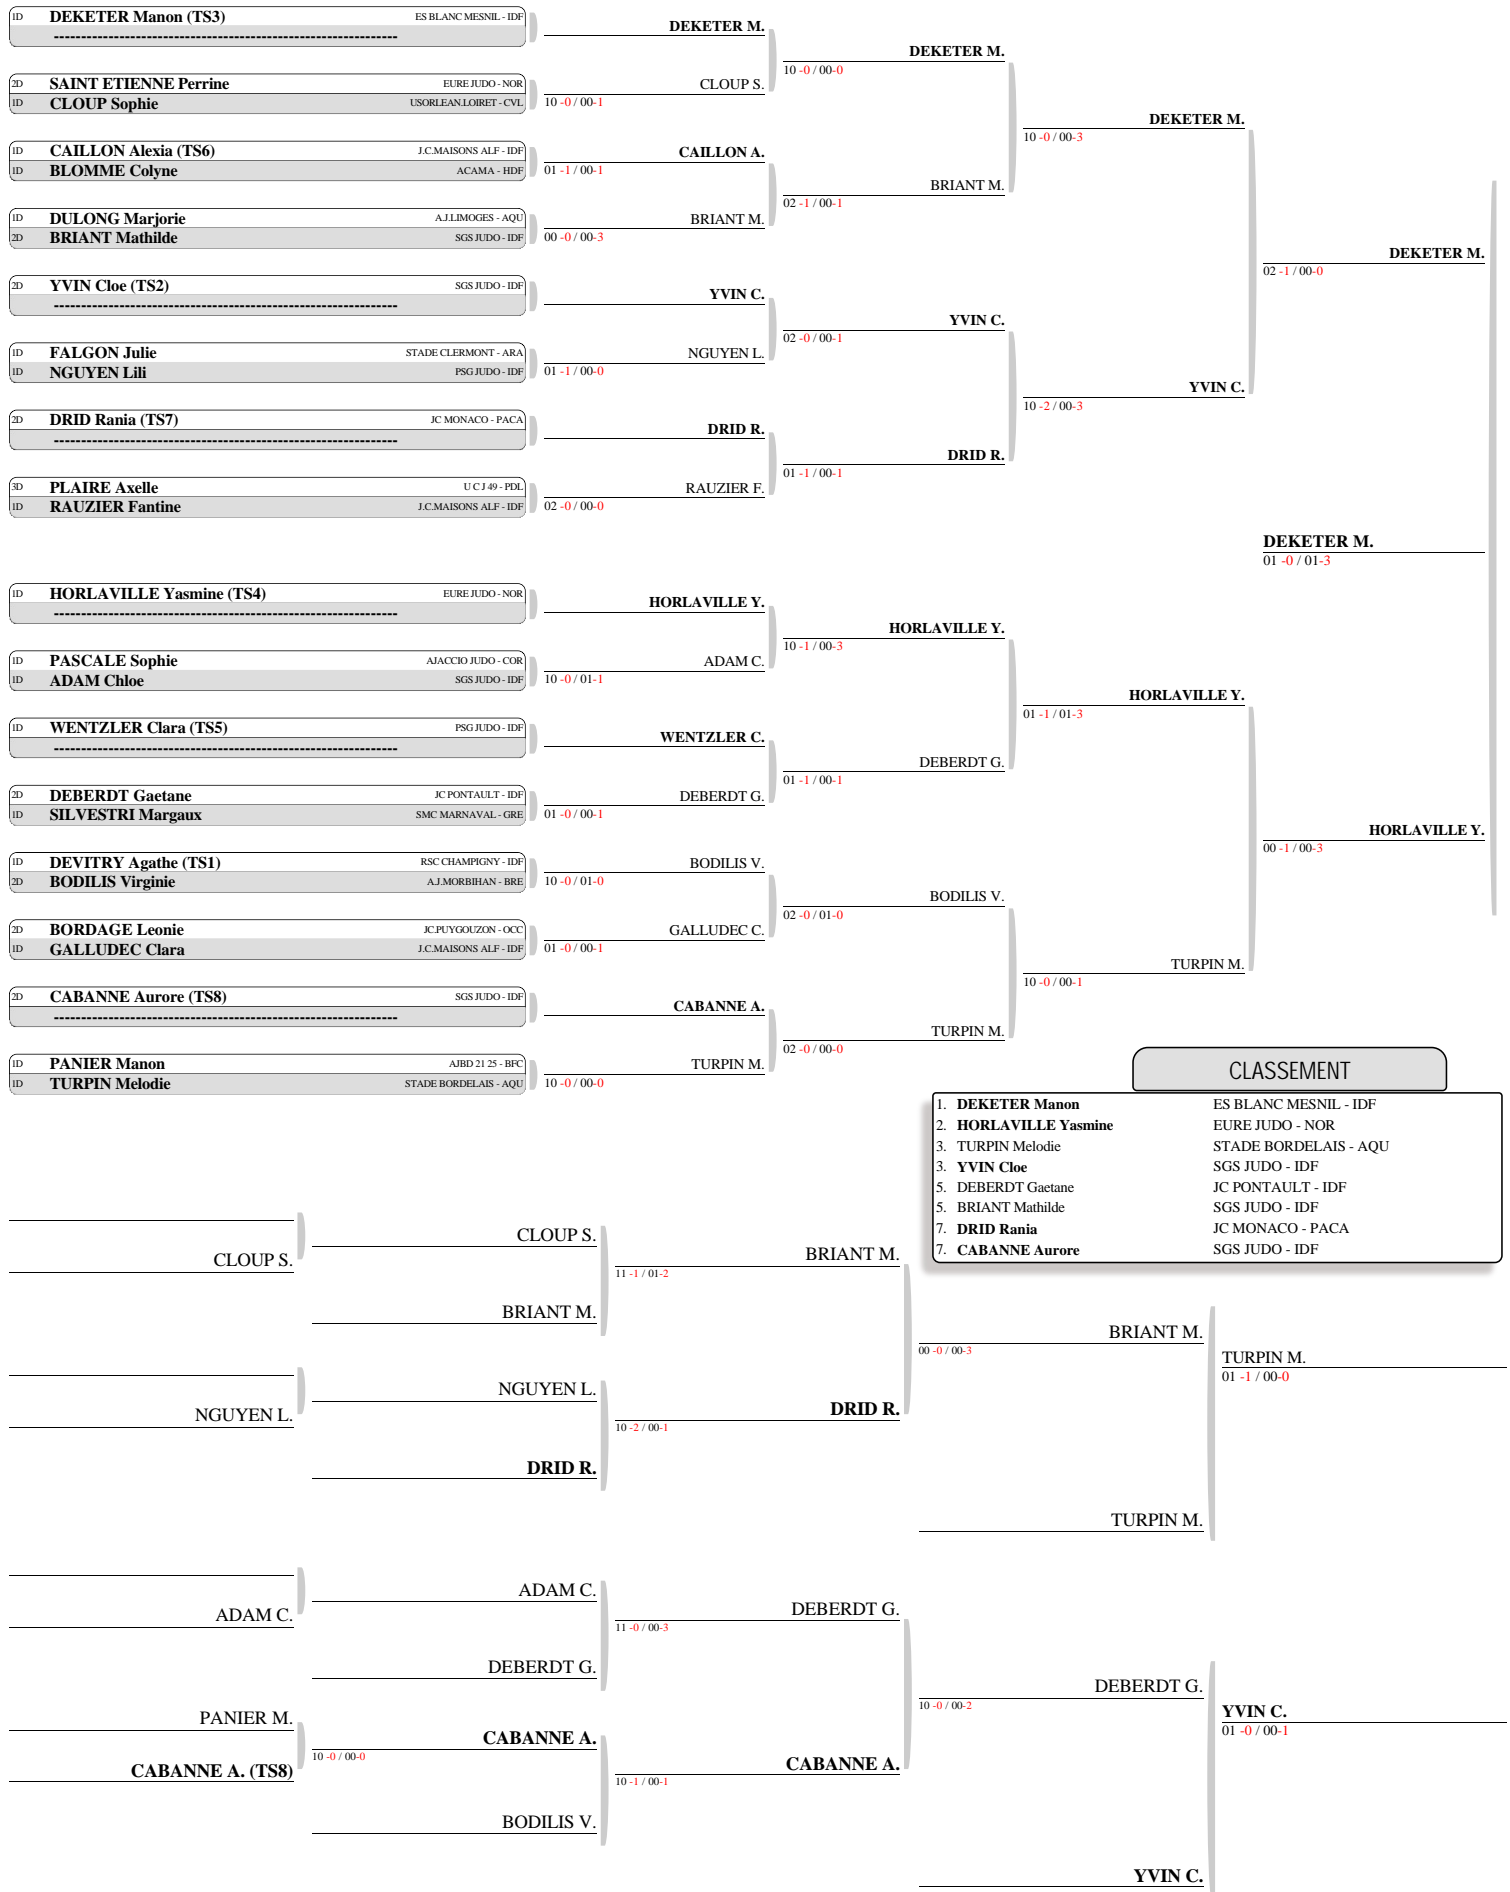 1D DEKETER Manon (TS3) ES BLANC MESNIL - IDF
----------------------------------------------------------------
2D SAINT ETIENNE Perrine EURE JUDO - NOR
1D CLOUP Sophie USORLEAN.LOIRET - CVL
1D CAILLON Alexia (TS6) J.C.MAISONS ALF - IDF
1D BLOMME Colyne ACAMA - HDF
1D DULONG Marjorie A.J.LIMOGES - AQU
2D BRIANT Mathilde SGS JUDO - IDF
2D YVIN Cloe (TS2) SGS JUDO - IDF
----------------------------------------------------------------
1D FALGON Julie STADE CLERMONT - ARA
1D NGUYEN Lili PSG JUDO - IDF
2D DRID Rania (TS7) JC MONACO - PACA
----------------------------------------------------------------
3D PLAIRE Axelle U C J 49 - PDL
1D RAUZIER Fantine J.C.MAISONS ALF - IDF
1D HORLAVILLE Yasmine (TS4) EURE JUDO - NOR
----------------------------------------------------------------
1D PASCALE Sophie AJACCIO JUDO - COR
1D ADAM Chloe SGS JUDO - IDF
1D WENTZLER Clara (TS5) PSG JUDO - IDF
----------------------------------------------------------------
2D DEBERDT Gaetane JC PONTAULT - IDF
1D SILVESTRI Margaux SMC MARNAVAL - GRE
1D DEVITRY Agathe (TS1) RSC CHAMPIGNY - IDF
2D BODILIS Virginie A.J.MORBIHAN - BRE
2D BORDAGE Leonie JC.PUYGOUZON - OCC
1D GALLUDEC Clara J.C.MAISONS ALF - IDF
2D CABANNE Aurore (TS8) SGS JUDO - IDF
----------------------------------------------------------------
1D PANIER Manon AJBD 21 25 - BFC
1D TURPIN Melodie STADE BORDELAIS - AQU
DEKETER M.
CLOUP S.
10 -0 / 00-1
CAILLON A.
01 -1 / 00-1
BRIANT M.
00 -0 / 00-3
YVIN C.
NGUYEN L.
01 -1 / 00-0
DRID R.
RAUZIER F.
02 -0 / 00-0
HORLAVILLE Y.
ADAM C.
10 -0 / 01-1
WENTZLER C.
DEBERDT G.
01 -0 / 00-1
BODILIS V.
10 -0 / 01-0
GALLUDEC C.
01 -0 / 00-1
CABANNE A.
TURPIN M.
10 -0 / 00-0
DEKETER M.
10 -0 / 00-0
BRIANT M.
02 -1 / 00-1
YVIN C.
02 -0 / 00-1
DRID R.
01 -1 / 00-1
HORLAVILLE Y.
10 -1 / 00-3
DEBERDT G.
01 -1 / 00-1
BODILIS V.
02 -0 / 01-0
TURPIN M.
02 -0 / 00-0
DEKETER M.
10 -0 / 00-3
YVIN C.
10 -2 / 00-3
HORLAVILLE Y.
01 -1 / 01-3
TURPIN M.
10 -0 / 00-1
DEKETER M.
02 -1 / 00-0
HORLAVILLE Y.
00 -1 / 00-3
DEKETER M.
01 -0 / 01-3
CLASSEMENT
1. DEKETER Manon ES BLANC MESNIL - IDF
2. HORLAVILLE Yasmine EURE JUDO - NOR
3. TURPIN Melodie STADE BORDELAIS - AQU
3. YVIN Cloe SGS JUDO - IDF
5. DEBERDT Gaetane JC PONTAULT - IDF
5. BRIANT Mathilde SGS JUDO - IDF
7. DRID Rania JC MONACO - PACA
7. CABANNE Aurore SGS JUDO - IDF
CLOUP S.
NGUYEN L.
ADAM C.
PANIER M.
CABANNE A. (TS8)
CLOUP S.
BRIANT M.
NGUYEN L.
DRID R.
ADAM C.
DEBERDT G.
CABANNE A.
10 -0 / 00-0
BODILIS V.
BRIANT M.
11 -1 / 01-2
DRID R.
10 -2 / 00-1
DEBERDT G.
11 -0 / 00-3
CABANNE A.
10 -1 / 00-1
BRIANT M.
00 -0 / 00-3
TURPIN M.
DEBERDT G.
10 -0 / 00-2
YVIN C.
TURPIN M.
01 -1 / 00-0
YVIN C.
01 -0 / 00-1